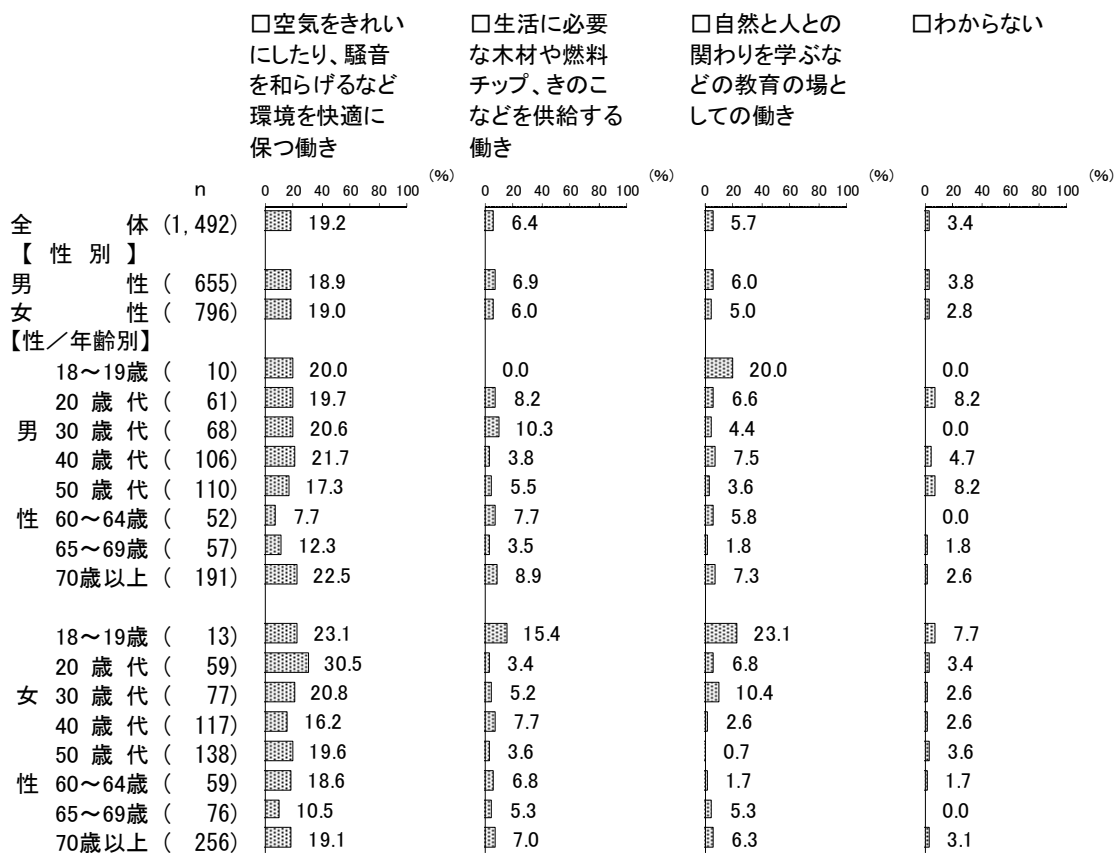 □空気をきれい
にしたり、騒音
を和らげるなど
環境を快適に
保つ働き
□生活に必要
な木材や燃料
チップ、きのこ
などを供給する
働き
□自然と人との
関わりを学ぶな
どの教育の場と
しての働き
□わからない
n 0 20 40 60 80 100 (%) 0 20 40 60 80 100 (%) 0 20 40 60 80 100 (%) 0 20 40 60 80 100 (%)
全体 (1,492) 19.2 6.4 5.7 3.4
【性別】
男性 ( 655) 18.9 6.9 6.0 3.8
女性 ( 796) 19.0 6.0 5.0 2.8
【性/年齢別】
18~19歳 ( 10) 20.0 0.0 20.0 0.0
20歳代 ( 61) 19.7 8.2 6.6 8.2
男 30歳代 ( 68) 20.6 10.3 4.4 0.0
40歳代 ( 106) 21.7 3.8 7.5 4.7
50歳代 ( 110) 17.3 5.5 3.6 8.2
性 60~64歳 ( 52) 7.7 7.7 5.8 0.0
65~69歳 ( 57) 12.3 3.5 1.8 1.8
70歳以上 ( 191) 22.5 8.9 7.3 2.6
18~19歳 ( 13) 23.1 15.4 23.1 7.7
20歳代 ( 59) 30.5 3.4 6.8 3.4
女 30歳代 ( 77) 20.8 5.2 10.4 2.6
40歳代 ( 117) 16.2 7.7 2.6 2.6
50歳代 ( 138) 19.6 3.6 0.7 3.6
性 60~64歳 ( 59) 18.6 6.8 1.7 1.7
65~69歳 ( 76) 10.5 5.3 5.3 0.0
70歳以上 ( 256) 19.1 7.0 6.3 3.1